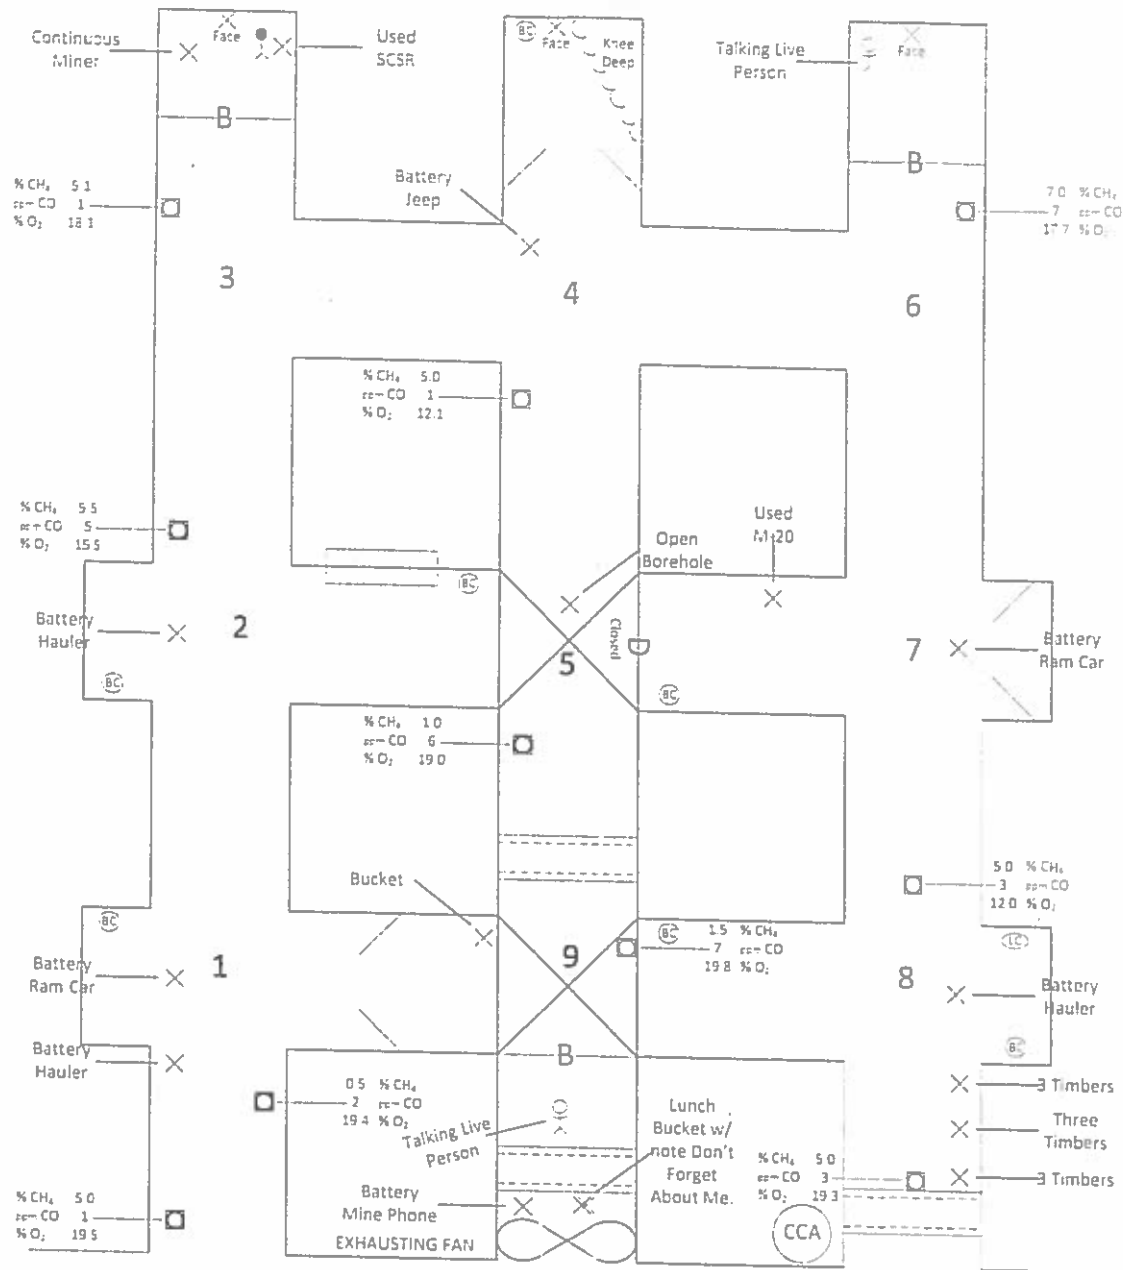 Continuous
Miner
Face
Used
SCSR
BC
Face
Knee
Deep
Talking Live
Person
Face
B
B
% CH₄ 5.1
ppm CO 1
% O₂ 18.1
Battery
Jeep
7.0 % CH₄
7 ppm CO
17.7 % O₂
3
4
6
% CH₄ 5.0
ppm CO 1
% O₂ 12.1
% CH₄ 5.5
ppm CO 5
% O₂ 15.5
Open
Borehole
Used
M-20
BC
Battery
Hauler
2
Closed
5
7
Battery
Ram Car
BC
BC
% CH₄ 1.0
ppm CO 6
% O₂ 19.0
Bucket
5.0 % CH₄
3 ppm CO
12.0 % O₂
BC
BC
1.5 % CH₄
7 ppm CO
19.8 % O₂
LC
Battery
Ram Car
1
9
8
Battery
Hauler
BC
Battery
Hauler
B
3 Timbers
0.5 % CH₄
2 ppm CO
19.4 % O₂
Talking Live
Person
Lunch
Bucket w/
note Don't
Forget
About Me.
Three
Timbers
3 Timbers
% CH₄ 5.0
ppm CO 3
% O₂ 19.3
% CH₄ 5.0
ppm CO 1
% O₂ 19.5
Battery
Mine Phone
EXHAUSTING FAN
CCA